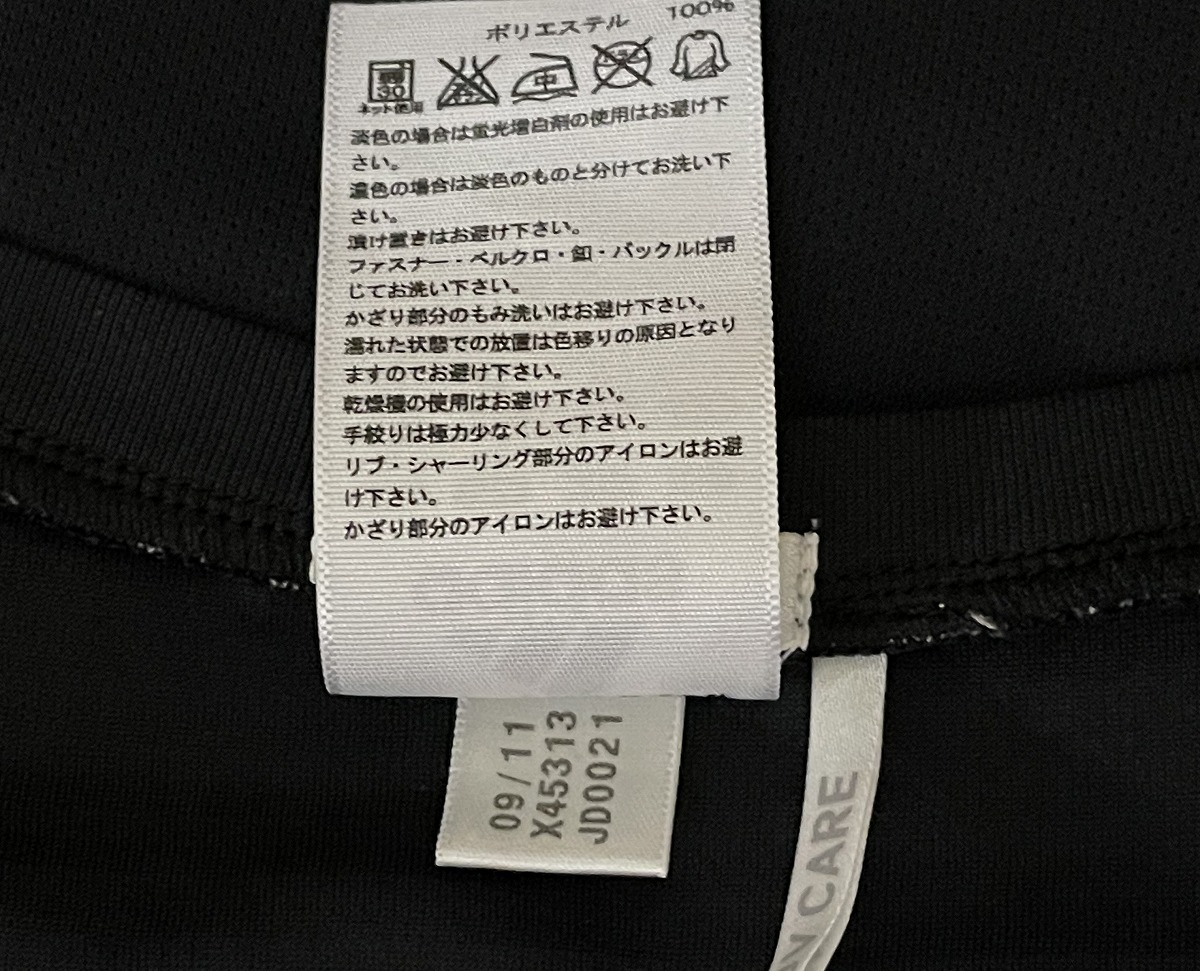 ポリエステル 100%
弱
30
ネット使用
中
淡色の場合は蛍光増白剤の使用はお避け下
さい。
濃色の場合は淡色のものと分けてお洗い下
さい。
漬け置きはお避け下さい。
ファスナー・ベルクロ・釦・バックルは閉
じてお洗い下さい。
かざり部分のもみ洗いはお避け下さい。
濡れた状態での放置は色移りの原因となり
ますのでお避け下さい。
乾燥機の使用はお避け下さい。
手絞りは極力少なくして下さい。
リブ・シャーリング部分のアイロンはお避
け下さい。
かざり部分のアイロンはお避け下さい。
09/11
X45313
JD0021
CARE